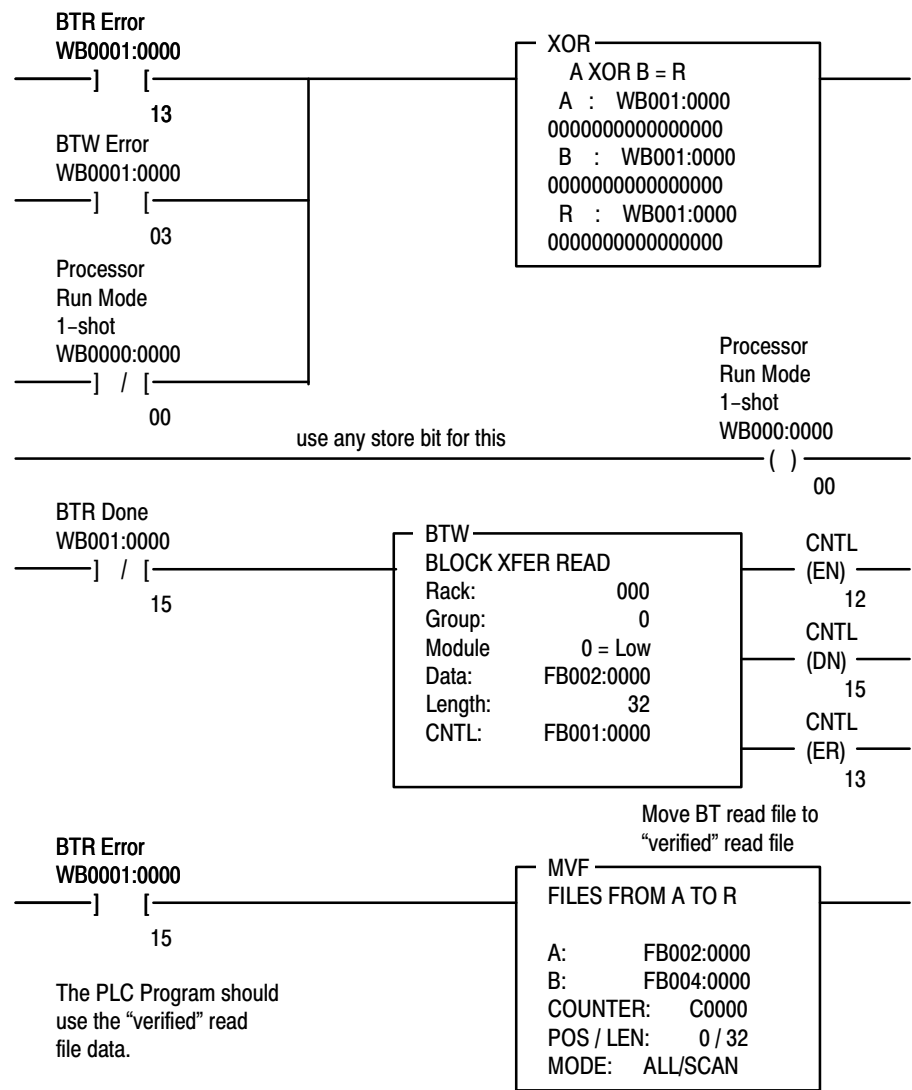 BTR Error
WB0001:0000
] [
13
BTW Error
WB0001:0000
] [
03
Processor
Run Mode
1–shot
WB0000:0000
] / [
00
XOR
A XOR B = R
A : WB001:0000
0000000000000000
B : WB001:0000
0000000000000000
R : WB001:0000
0000000000000000
use any store bit for this
Processor
Run Mode
1–shot
WB000:0000
( )
00
BTR Done
WB001:0000
] / [
15
BTW
BLOCK XFER READ
Rack: 000
Group: 0
Module 0 = Low
Data: FB002:0000
Length: 32
CNTL: FB001:0000
CNTL
(EN)
12
CNTL
(DN)
15
CNTL
(ER)
13
BTR Error
WB0001:0000
] [
15
The PLC Program should
use the “verified” read
file data.
Move BT read file to
“verified” read file
MVF
FILES FROM A TO R
A: FB002:0000
B: FB004:0000
COUNTER: C0000
POS / LEN: 0 / 32
MODE: ALL/SCAN